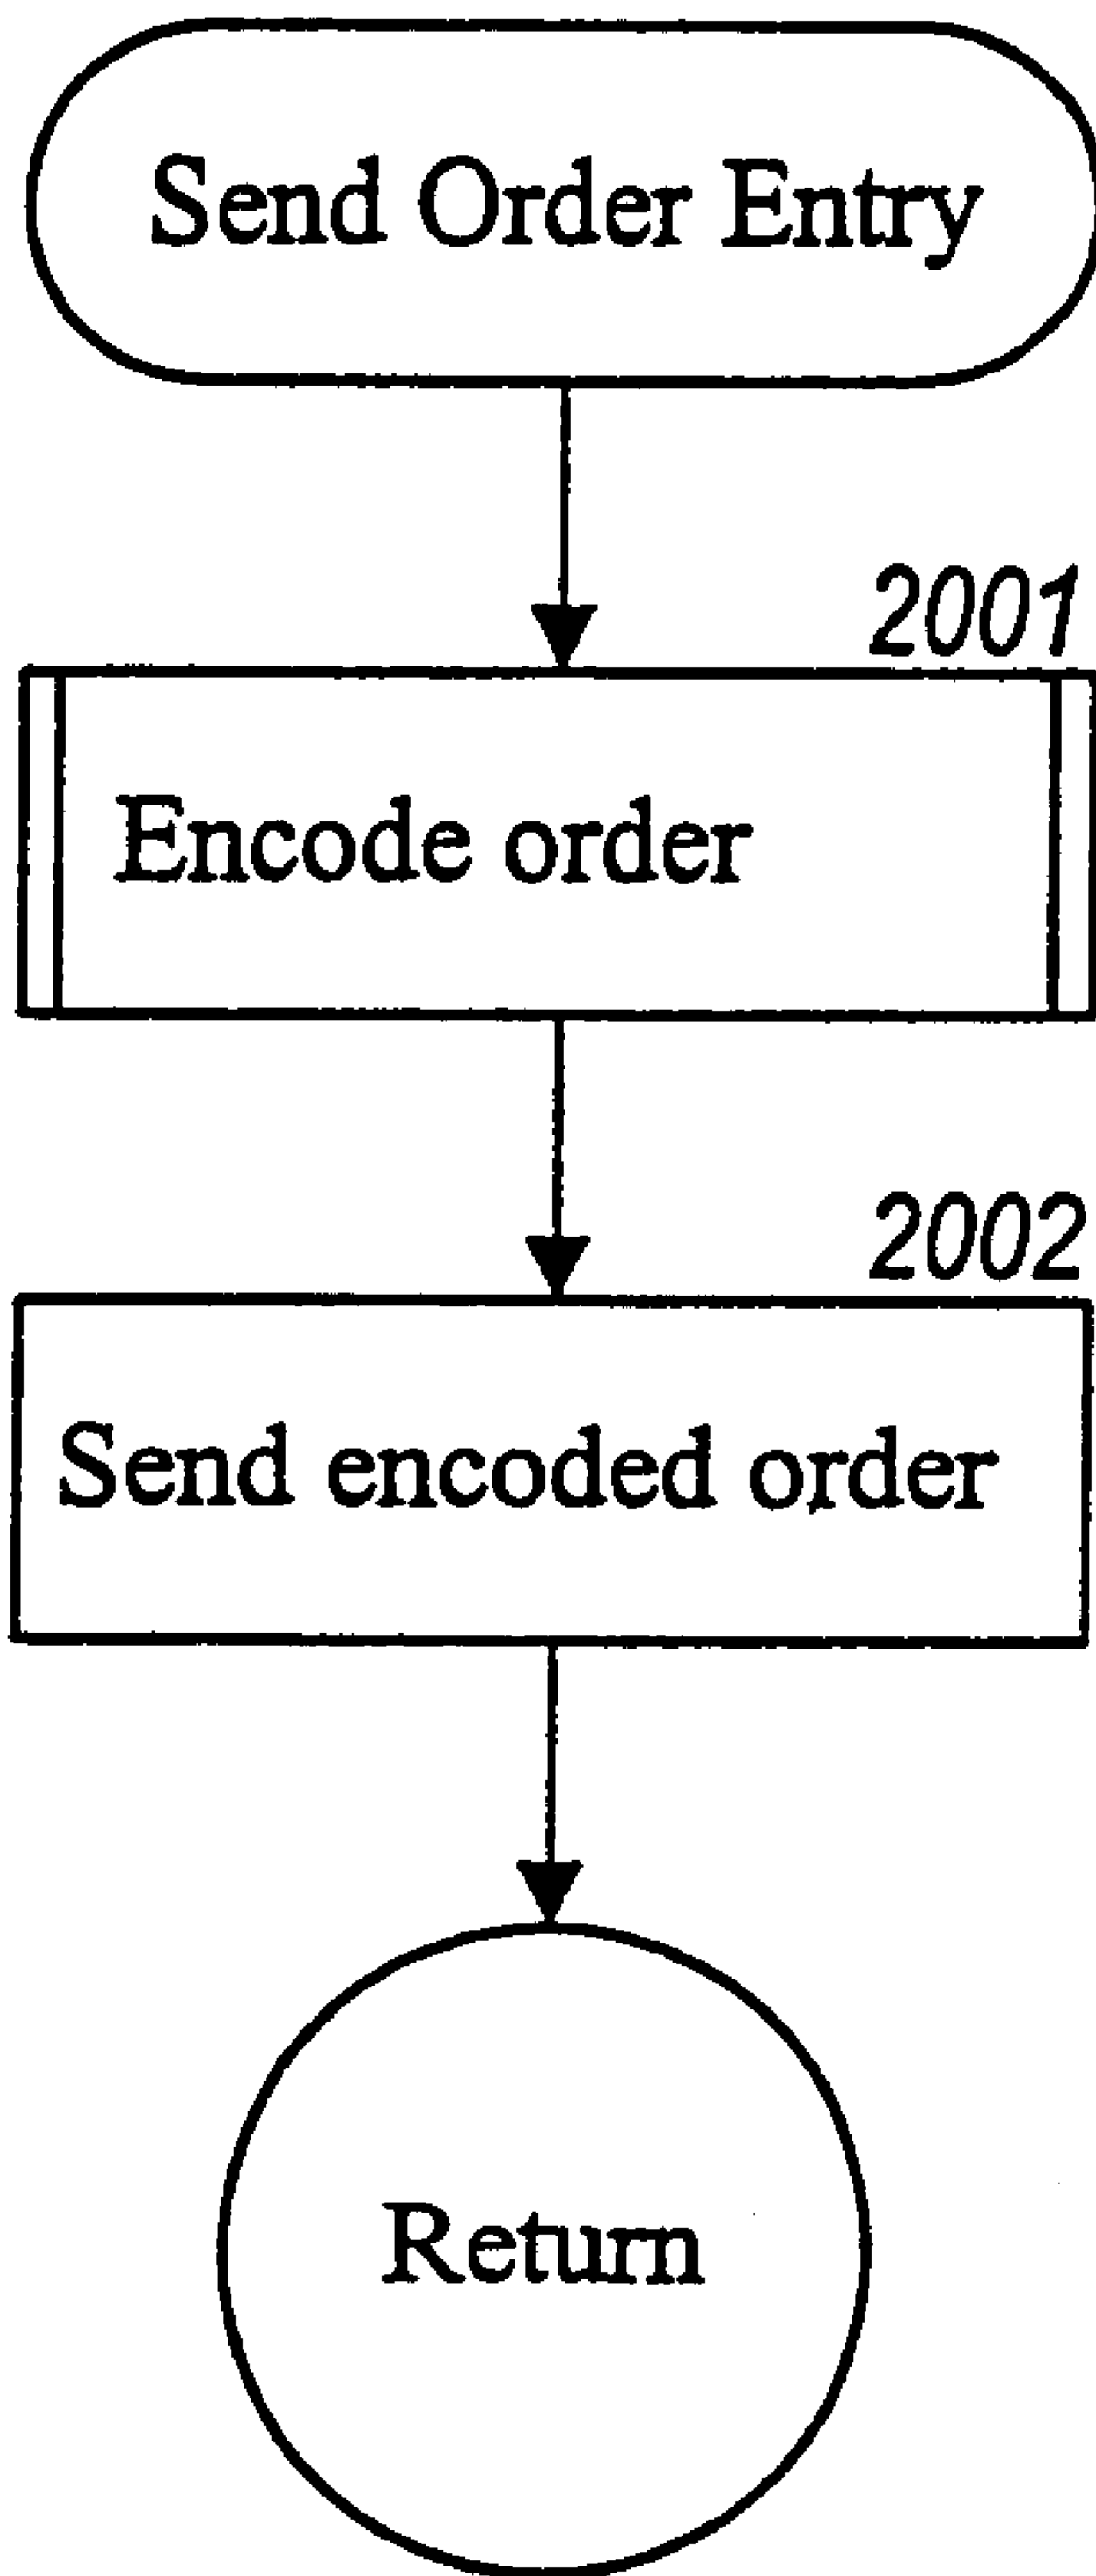 Send Order Entry
2001
Encode order
2002
Send encoded order
Return